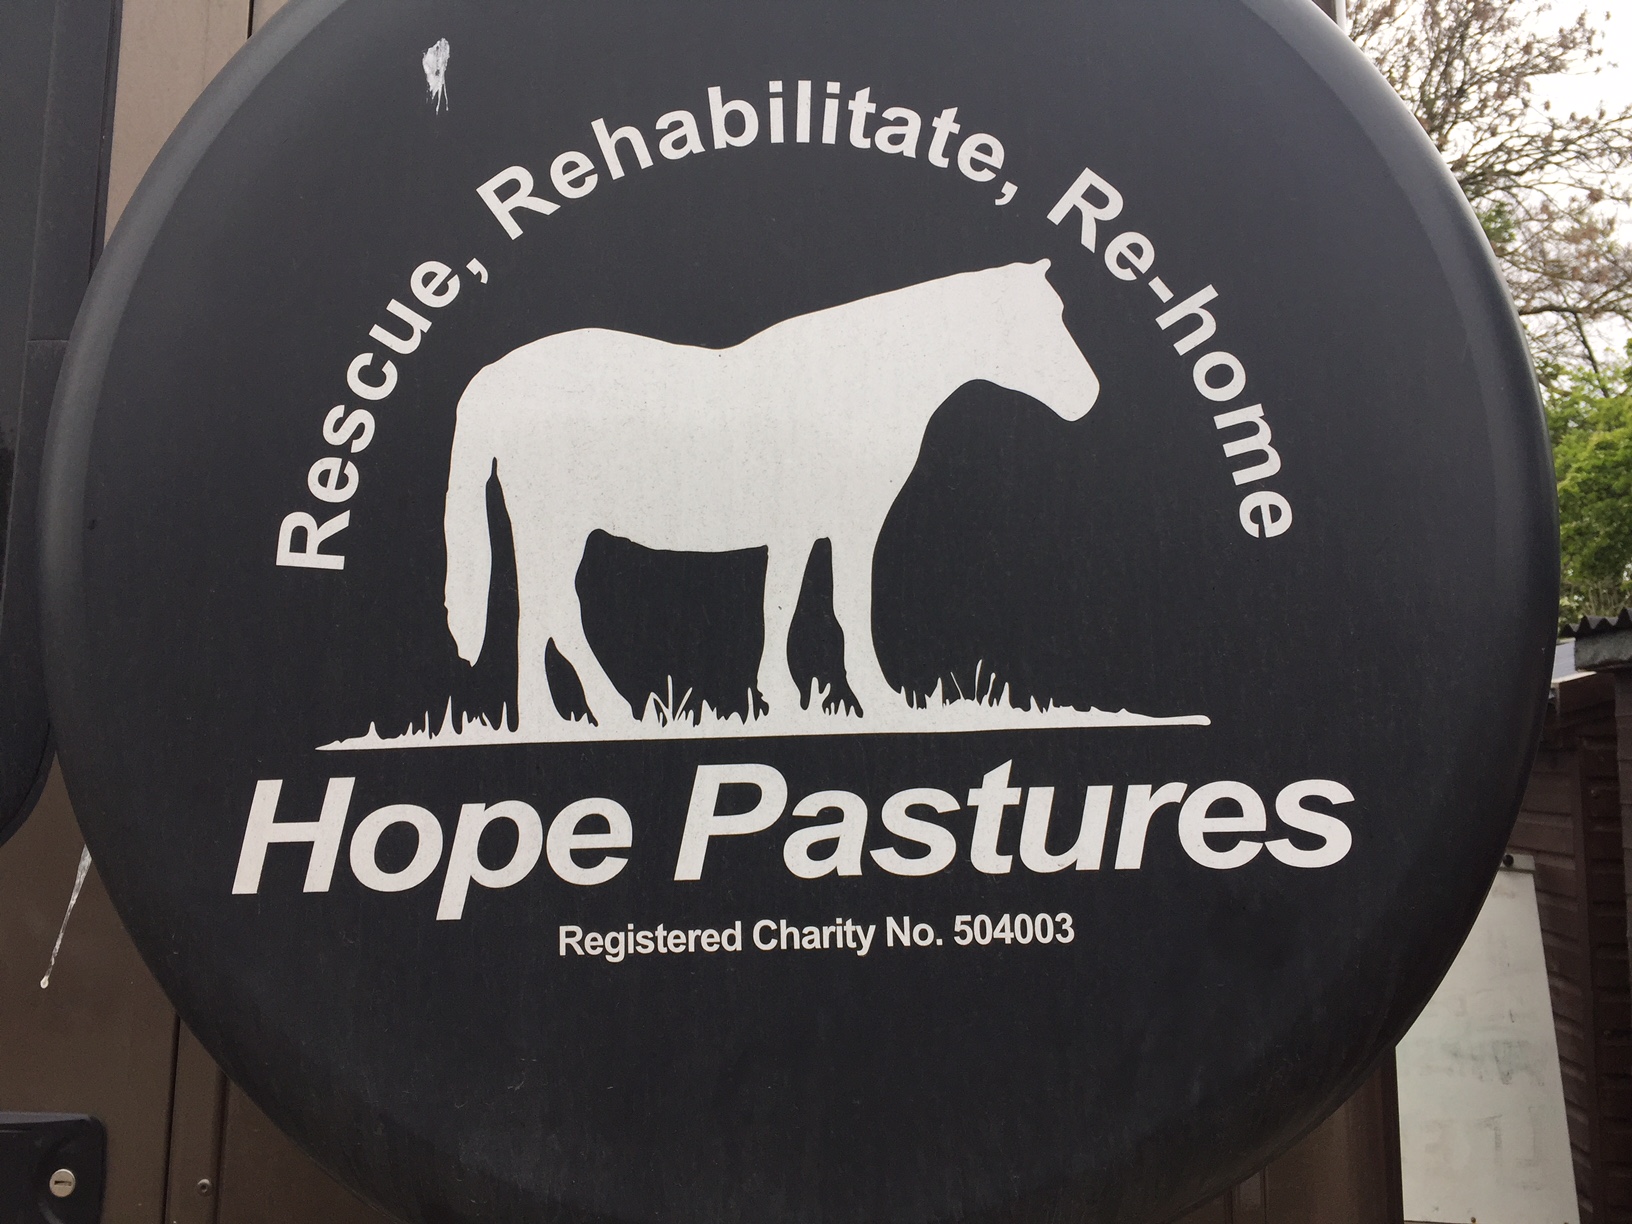 Rescue, Rehabilitate, Re-home
Hope Pastures
Registered Charity No. 504003